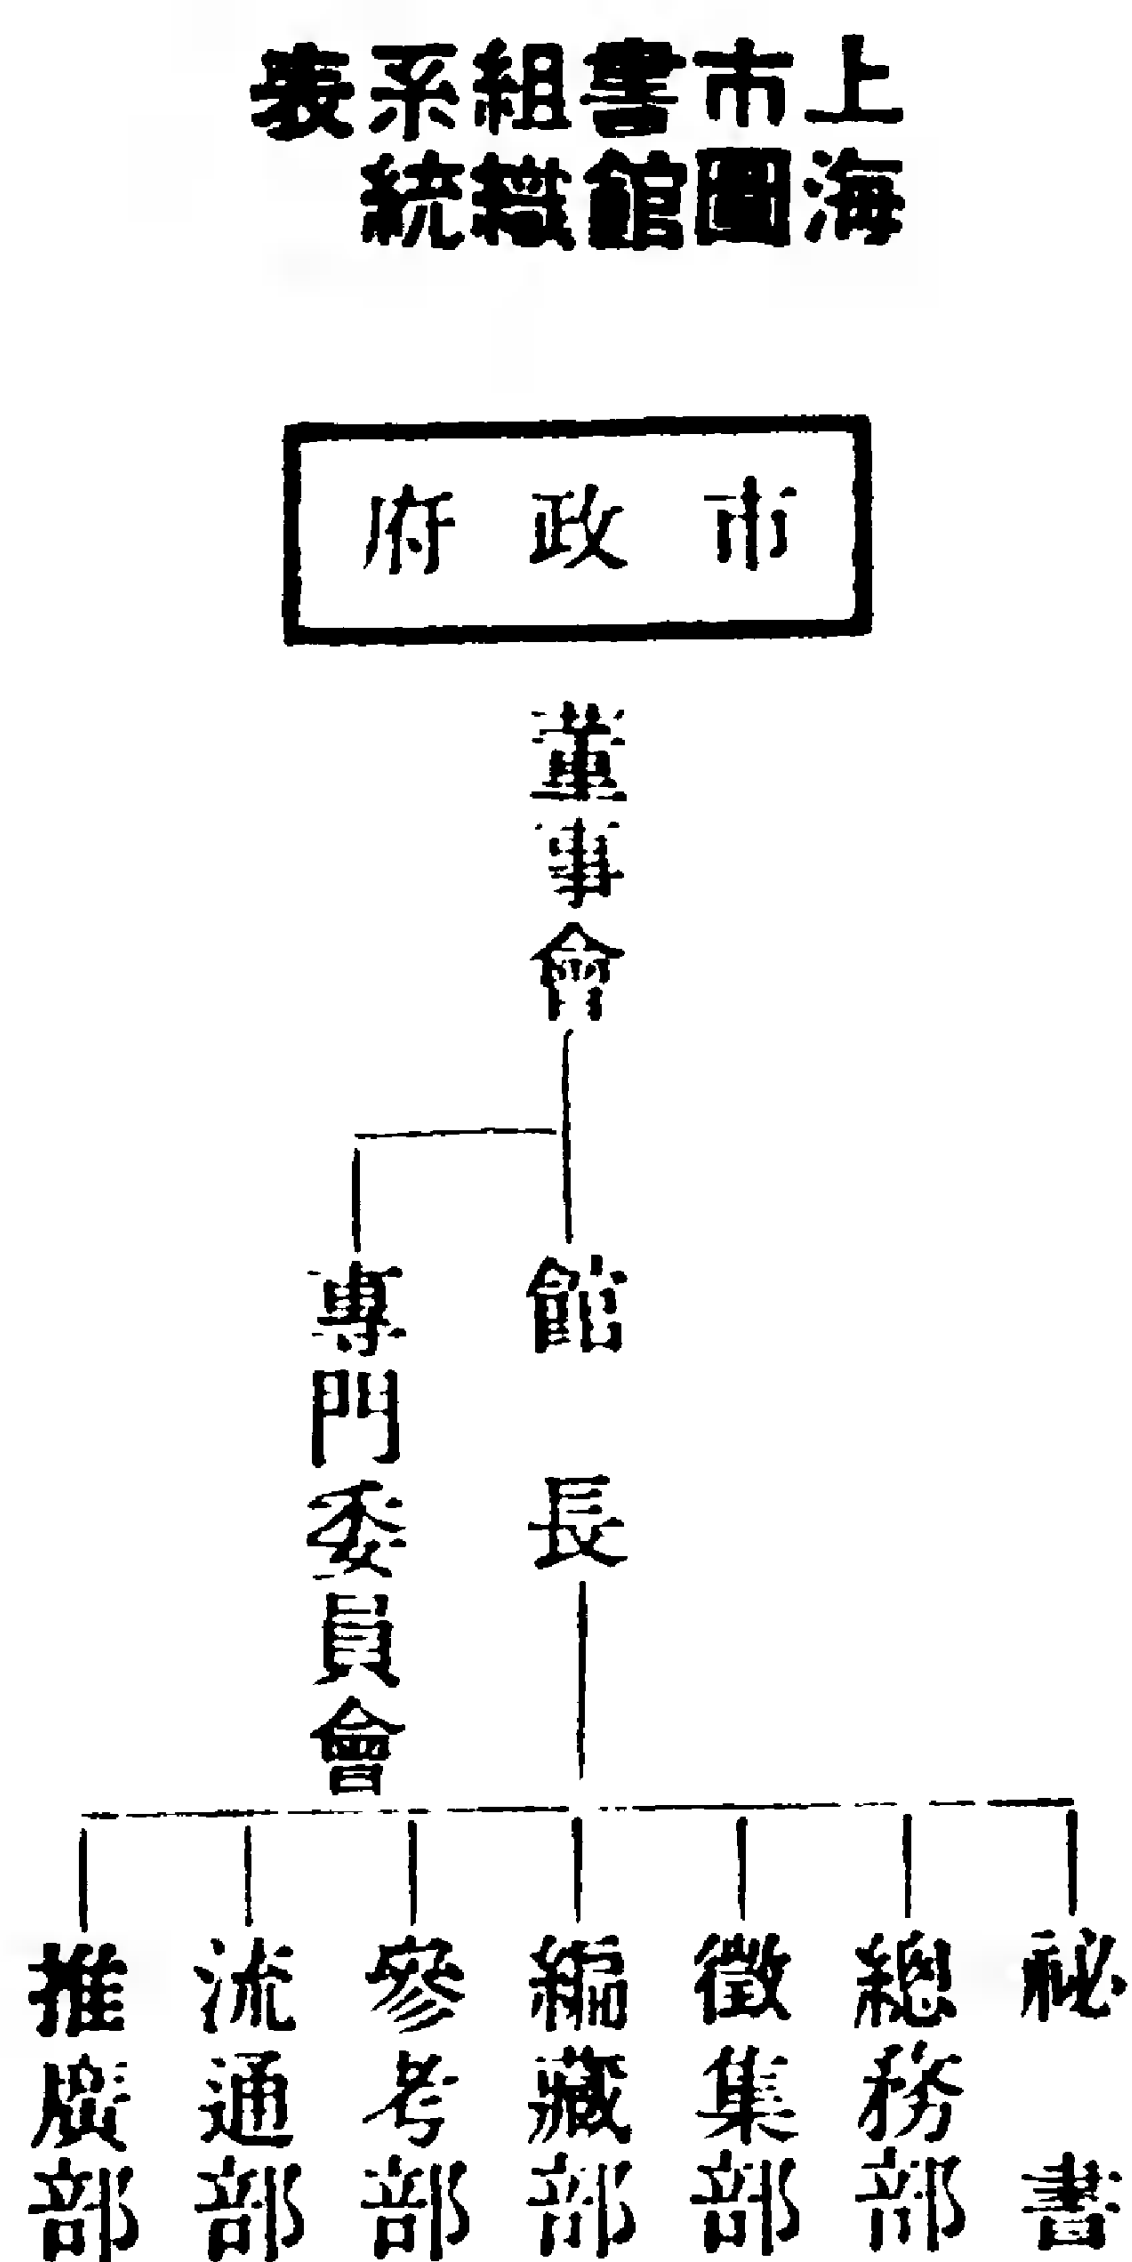 上海市圖書館組織系統表
市政府
董事會
館長
專門委員會
秘書
總務部
徵集部
編藏部
參考部
流通部
推廣部